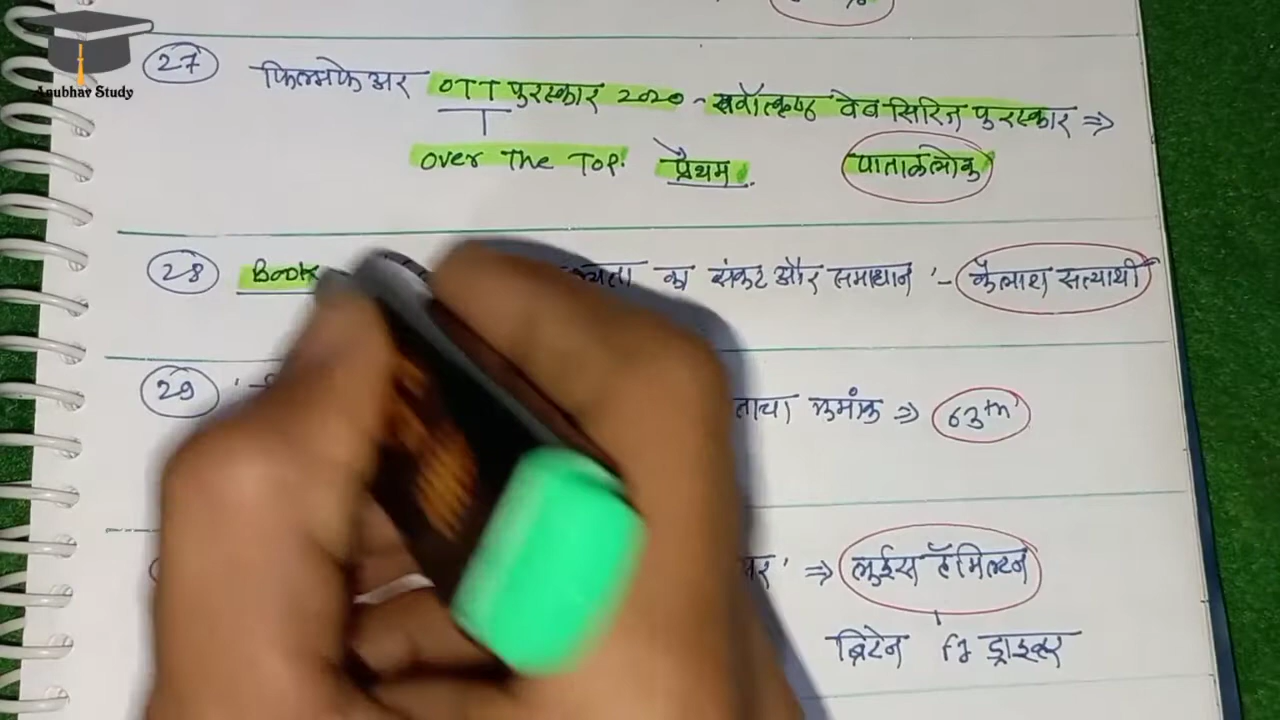 Anubhav Study
27 फिल्मफेअर OTT पुरस्कार 2020 - सर्वोत्कृष्ठ वेब सिरिज पुरस्कार ⇒
Over The Top. प्रथम. पाताललोक
28 Book का संकट और समाधान' - कैलाश सत्यार्थी
29 क्रमांक ⇒ 63th
⇒ लुईस हॅमिल्टन
ब्रिटेन F1 ड्राइव्हर